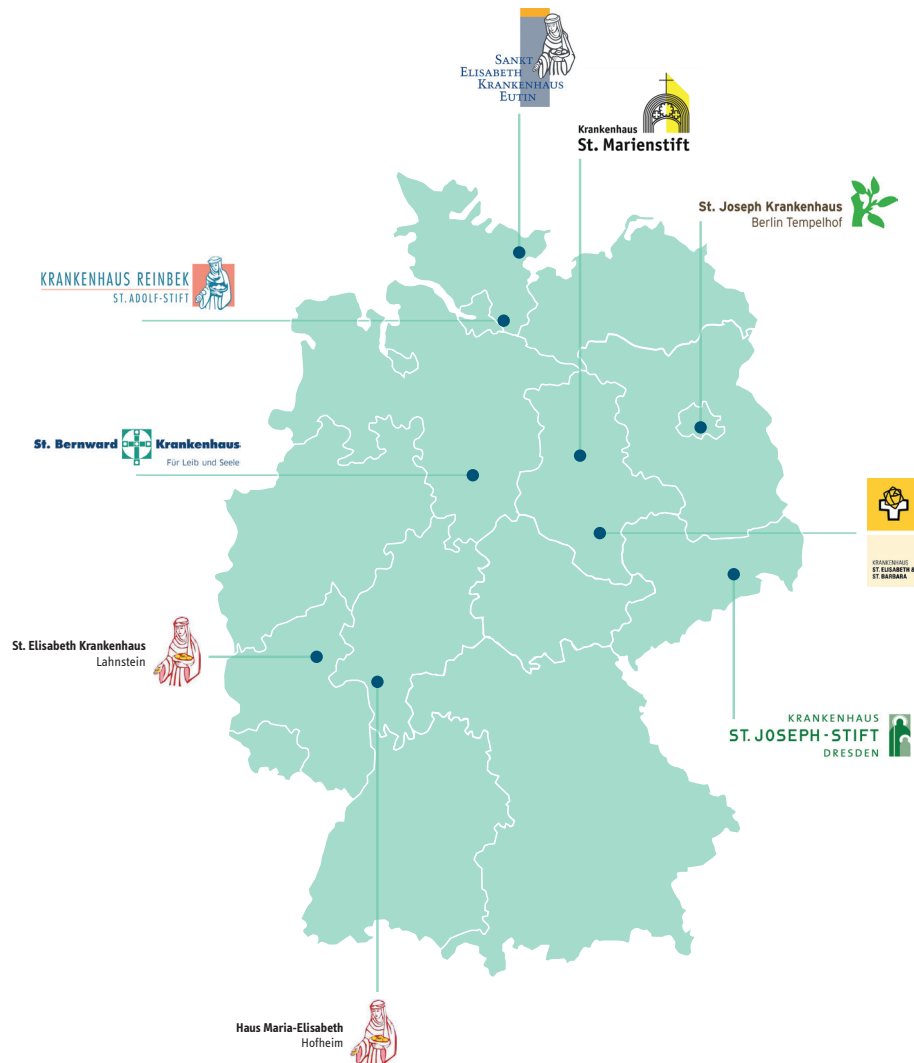 SANKT
ELISABETH
KRANKENHAUS
EUTIN
Krankenhaus
St. Marienstift
St. Joseph Krankenhaus
Berlin Tempelhof
KRANKENHAUS REINBEK
ST. ADOLF-STIFT
St. Bernward Krankenhaus
Für Leib und Seele
KRANKENHAUS
ST. ELISABETH &
ST. BARBARA
St. Elisabeth Krankenhaus
Lahnstein
KRANKENHAUS
ST. JOSEPH-STIFT
DRESDEN
Haus Maria-Elisabeth
Hofheim